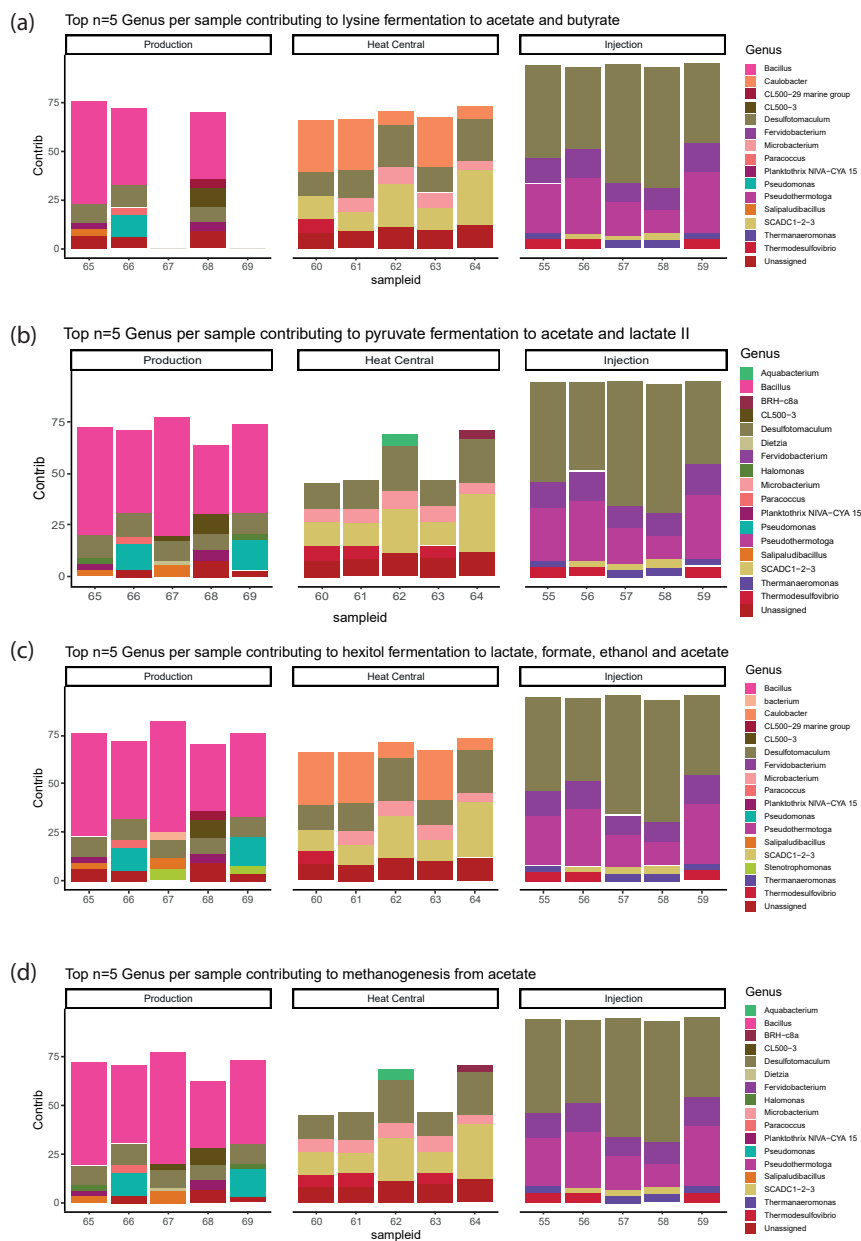 (a)
Top n=5 Genus per sample contributing to lysine fermentation to acetate and butyrate
Production
Heat Central
Injection
Contrib
75
50
25
0
65 66 67 68 69
60 61 62 63 64
55 56 57 58 59
sampleid
Genus
Bacillus
Caulobacter
CL500−29 marine group
CL500−3
Desulfotomaculum
Fervidobacterium
Microbacterium
Paracoccus
Planktothrix NIVA−CYA 15
Pseudomonas
Pseudothermotoga
Salipaludibacillus
SCADC1−2−3
Thermanaeromonas
Thermodesulfovibrio
Unassigned
(b)
Top n=5 Genus per sample contributing to pyruvate fermentation to acetate and lactate II
Production
Heat Central
Injection
Contrib
75
50
25
0
65 66 67 68 69
60 61 62 63 64
55 56 57 58 59
sampleid
Genus
Aquabacterium
Bacillus
BRH−c8a
CL500−3
Desulfotomaculum
Dietzia
Fervidobacterium
Halomonas
Microbacterium
Paracoccus
Planktothrix NIVA−CYA 15
Pseudomonas
Pseudothermotoga
Salipaludibacillus
SCADC1−2−3
Thermanaeromonas
Thermodesulfovibrio
Unassigned
(c)
Top n=5 Genus per sample contributing to hexitol fermentation to lactate, formate, ethanol and acetate
Production
Heat Central
Injection
Contrib
75
50
25
0
65 66 67 68 69
60 61 62 63 64
55 56 57 58 59
Genus
Bacillus
bacterium
Caulobacter
CL500−29 marine group
CL500−3
Desulfotomaculum
Fervidobacterium
Microbacterium
Paracoccus
Planktothrix NIVA−CYA 15
Pseudomonas
Pseudothermotoga
Salipaludibacillus
SCADC1−2−3
Stenotrophomonas
Thermanaeromonas
Thermodesulfovibrio
Unassigned
(d)
Top n=5 Genus per sample contributing to methanogenesis from acetate
Production
Heat Central
Injection
Contrib
75
50
25
0
65 66 67 68 69
60 61 62 63 64
55 56 57 58 59
sampleid
Genus
Aquabacterium
Bacillus
BRH−c8a
CL500−3
Desulfotomaculum
Dietzia
Fervidobacterium
Halomonas
Microbacterium
Paracoccus
Planktothrix NIVA−CYA 15
Pseudomonas
Pseudothermotoga
Salipaludibacillus
SCADC1−2−3
Thermanaeromonas
Thermodesulfovibrio
Unassigned